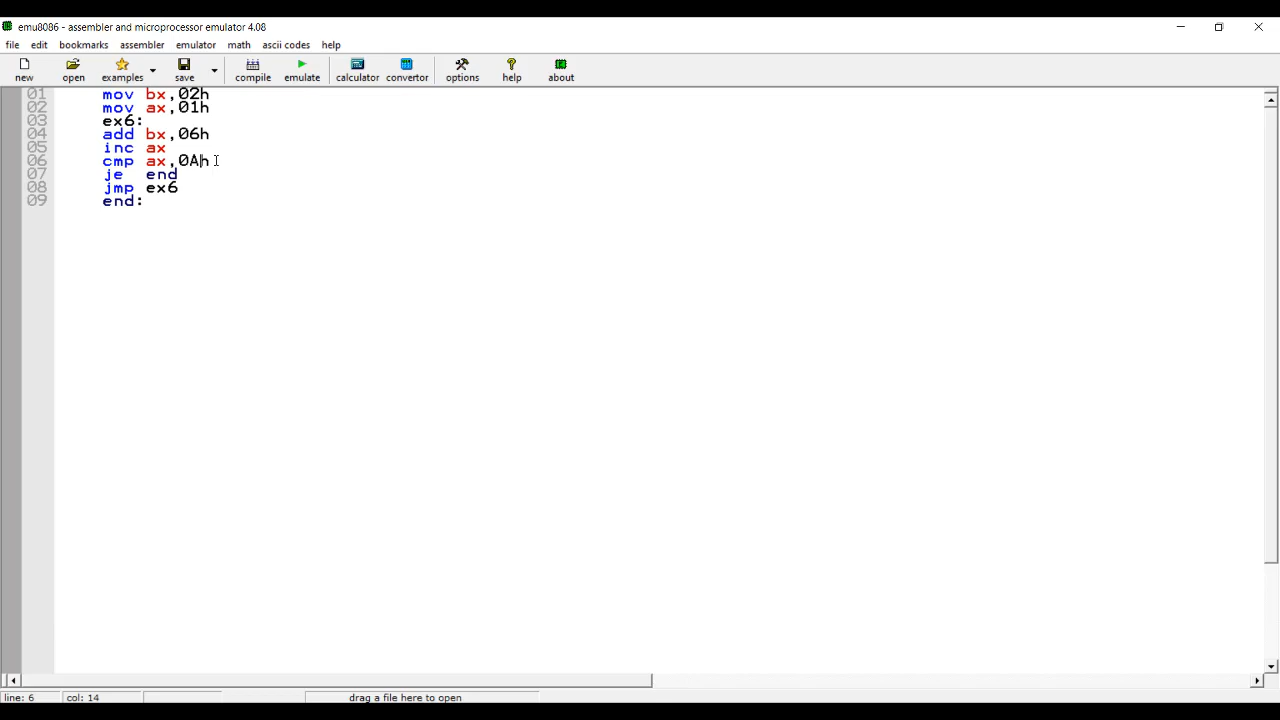 emu8086 - assembler and microprocessor emulator 4.08
file edit bookmarks assembler emulator math ascii codes help
new open examples save compile emulate calculator convertor options help about
01 mov bx,02h
02 mov ax,01h
03 ex6:
04 add bx,06h
05 inc ax
06 cmp ax,0Ah
07 je end
08 jmp ex6
09 end:
line: 6 col: 14 drag a file here to open